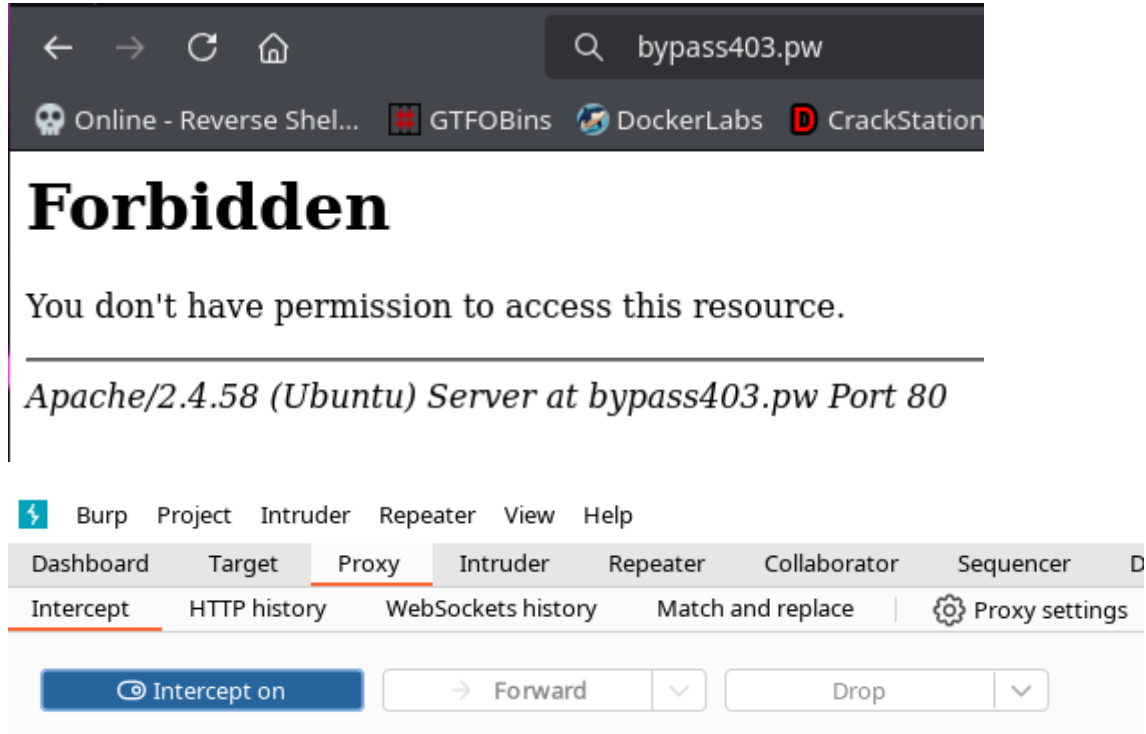 bypass403.pw
Online - Reverse Shel... GTFOBins DockerLabs CrackStation
Forbidden
You don't have permission to access this resource.
Apache/2.4.58 (Ubuntu) Server at bypass403.pw Port 80
Burp Project Intruder Repeater View Help
Dashboard Target Proxy Intruder Repeater Collaborator Sequencer D
Intercept HTTP history WebSockets history Match and replace Proxy settings
Intercept on Forward Drop